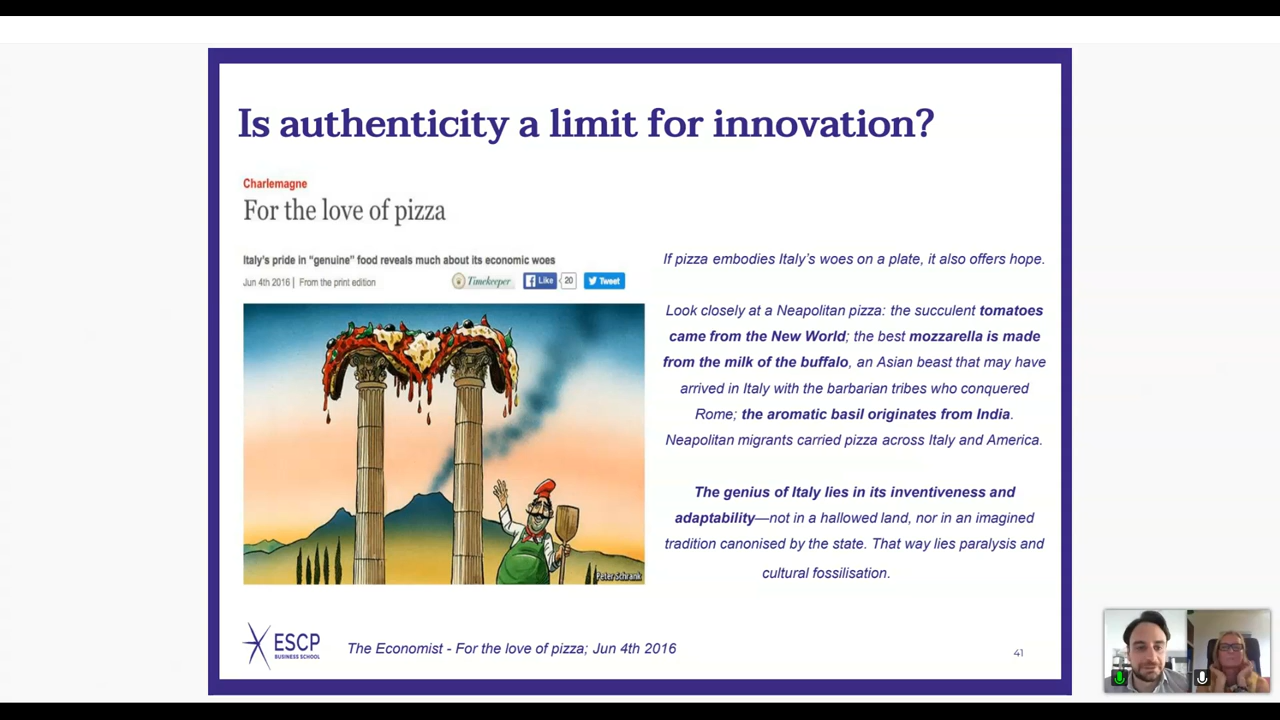 Is authenticity a limit for innovation?
Charlemagne
For the love of pizza
Italy's pride in "genuine" food reveals much about its economic woes
Jun 4th 2016 | From the print edition
Timekeeper
Like
20
Tweet
Peter Schrank
If pizza embodies Italy's woes on a plate, it also offers hope.
Look closely at a Neapolitan pizza: the succulent tomatoes
came from the New World; the best mozzarella is made
from the milk of the buffalo, an Asian beast that may have
arrived in Italy with the barbarian tribes who conquered
Rome; the aromatic basil originates from India.
Neapolitan migrants carried pizza across Italy and America.
The genius of Italy lies in its inventiveness and
adaptability—not in a hallowed land, nor in an imagined
tradition canonised by the state. That way lies paralysis and
cultural fossilisation.
ESCP
BUSINESS SCHOOL
The Economist - For the love of pizza; Jun 4th 2016
41